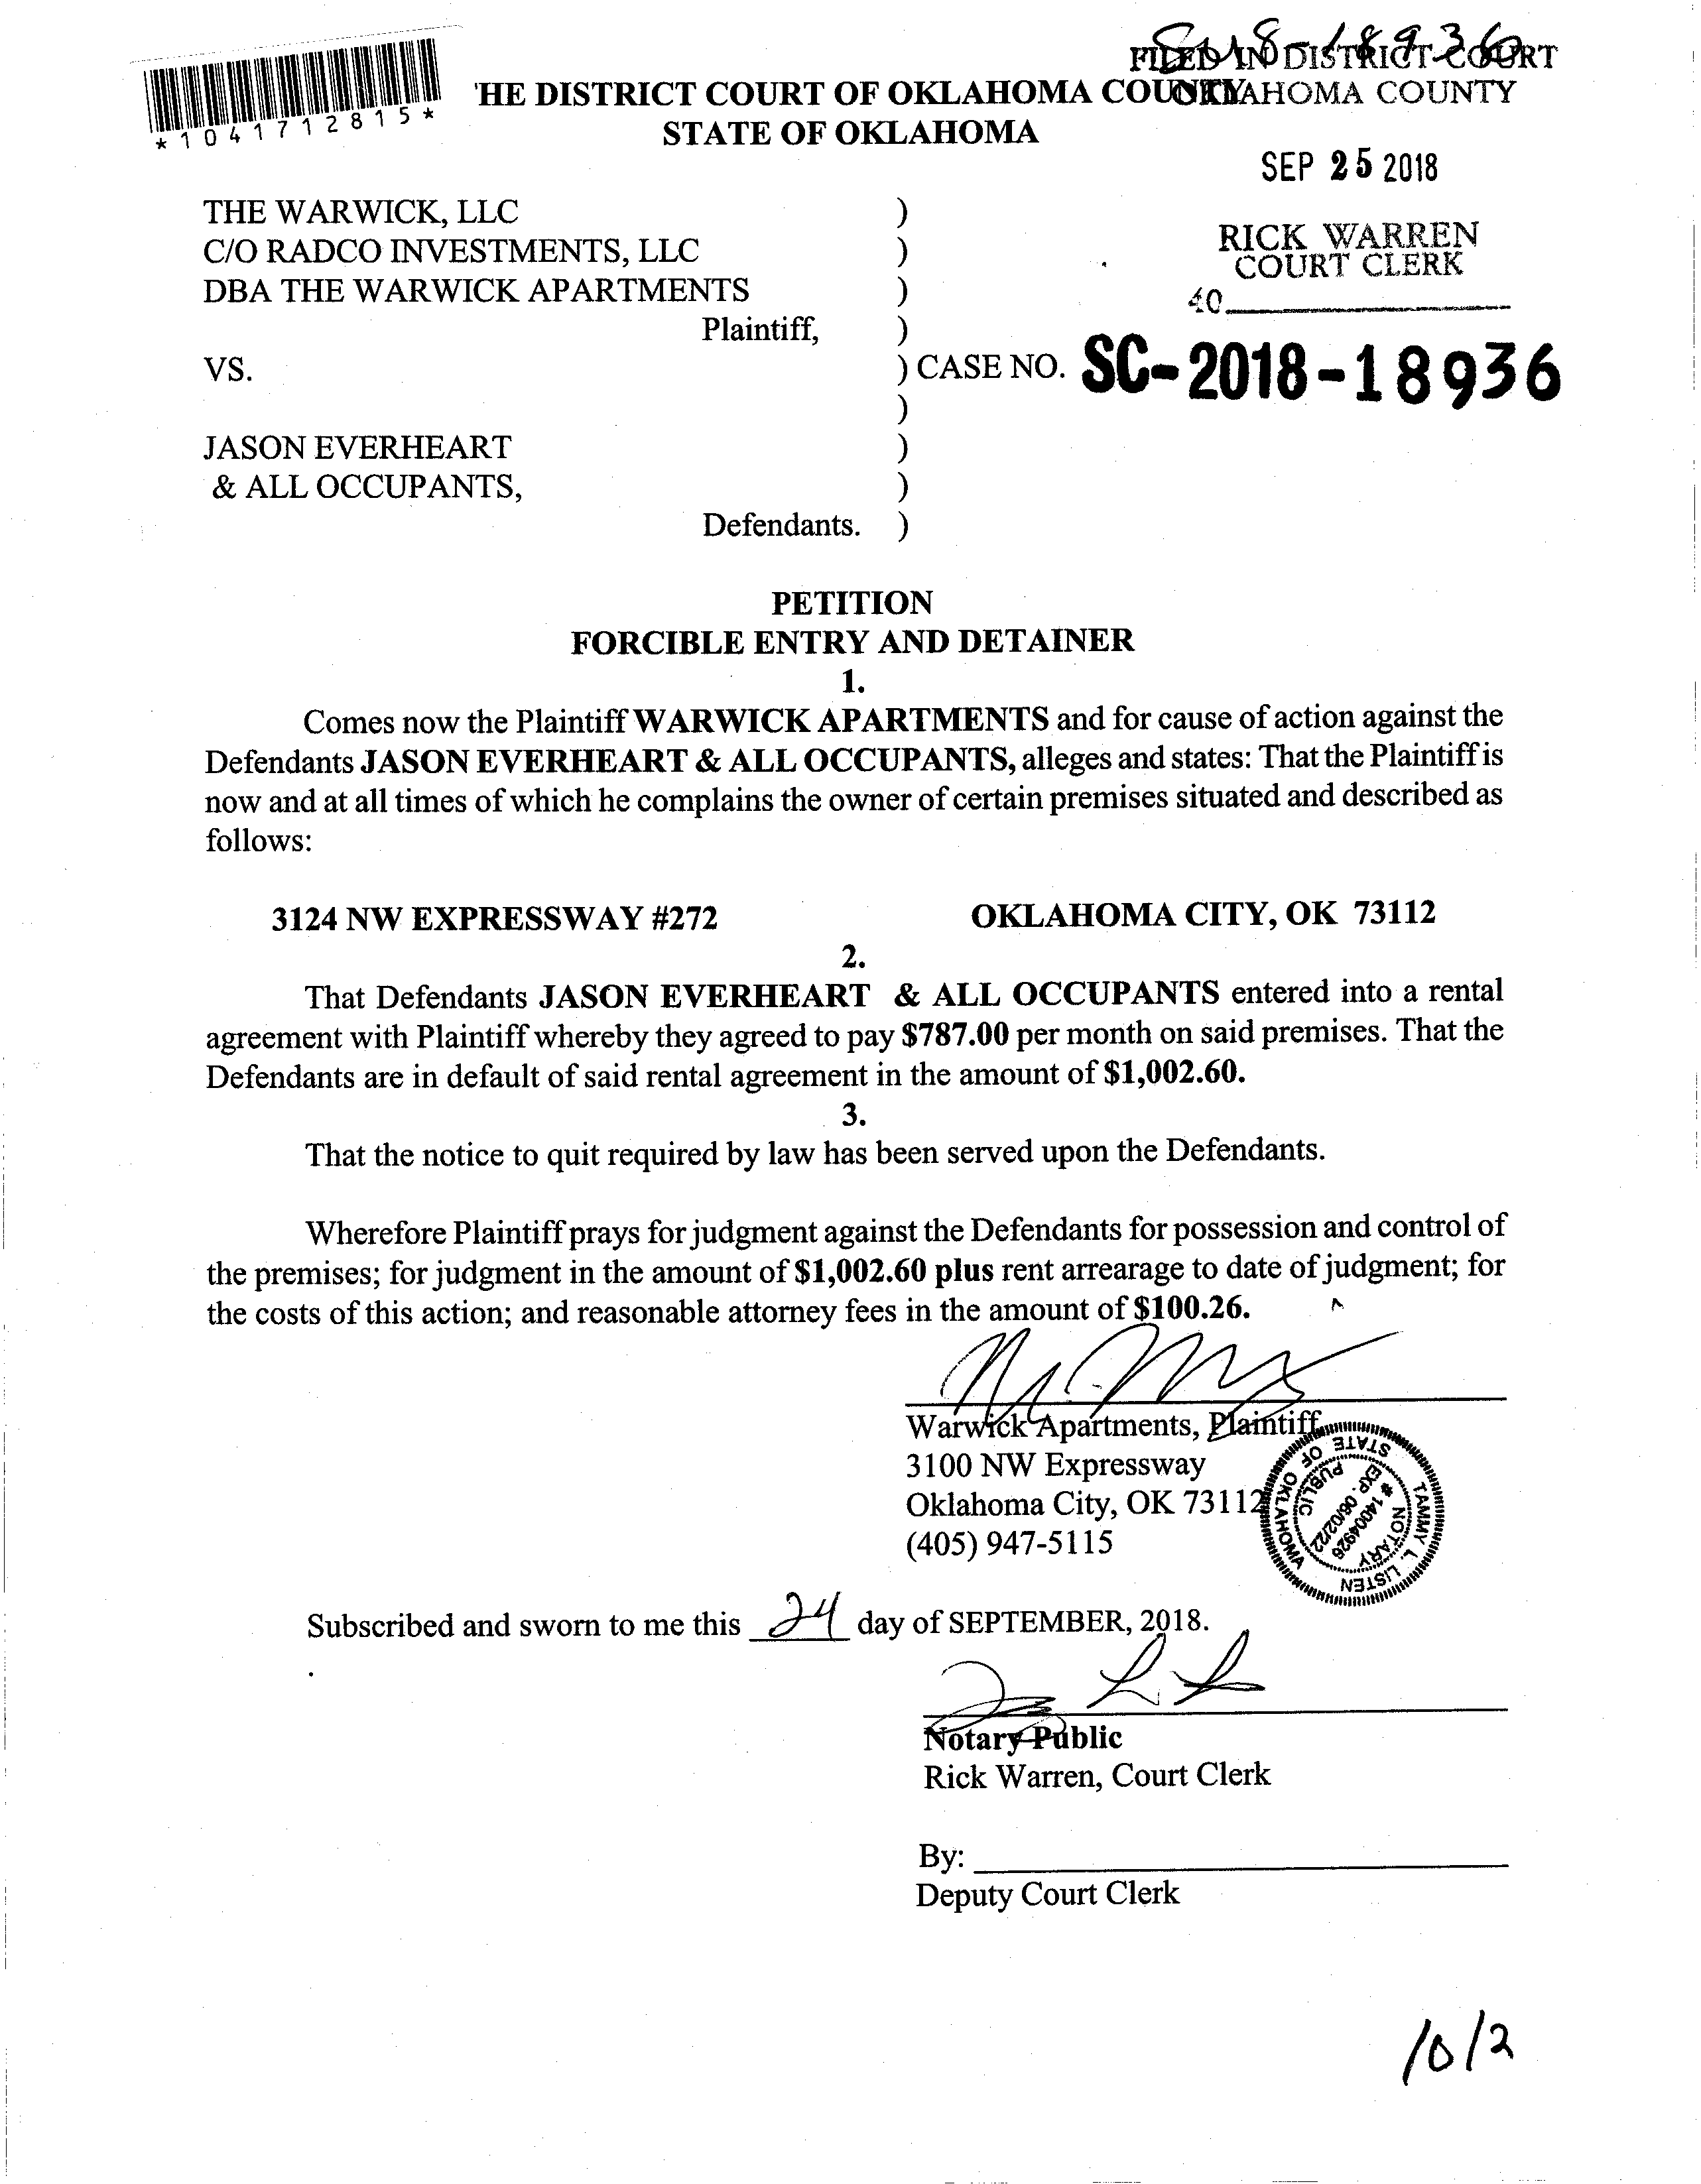 *1041712815*
FILED IN DISTRICT COURT
OKLAHOMA COUNTY
'HE DISTRICT COURT OF OKLAHOMA COUNTY
STATE OF OKLAHOMA
SEP 25 2018
RICK WARREN
COURT CLERK
40
THE WARWICK, LLC )
C/O RADCO INVESTMENTS, LLC )
DBA THE WARWICK APARTMENTS )
Plaintiff, )
VS. ) CASE NO. SC-2018-18936
)
JASON EVERHEART )
& ALL OCCUPANTS, )
Defendants. )
PETITION
FORCIBLE ENTRY AND DETAINER
1.
Comes now the Plaintiff WARWICK APARTMENTS and for cause of action against the
Defendants JASON EVERHEART & ALL OCCUPANTS, alleges and states: That the Plaintiff is
now and at all times of which he complains the owner of certain premises situated and described as
follows:
3124 NW EXPRESSWAY #272 OKLAHOMA CITY, OK 73112
2.
That Defendants JASON EVERHEART & ALL OCCUPANTS entered into a rental
agreement with Plaintiff whereby they agreed to pay $787.00 per month on said premises. That the
Defendants are in default of said rental agreement in the amount of $1,002.60.
3.
That the notice to quit required by law has been served upon the Defendants.
Wherefore Plaintiff prays for judgment against the Defendants for possession and control of
the premises; for judgment in the amount of $1,002.60 plus rent arrearage to date of judgment; for
the costs of this action; and reasonable attorney fees in the amount of $100.26.
Warwick Apartments, Plaintiff
3100 NW Expressway
Oklahoma City, OK 73112
(405) 947-5115
TAMMY L. LISTEN
STATE OF OKLAHOMA
NOTARY PUBLIC
# 14004926
EXP. 06/02/22
Subscribed and sworn to me this 24 day of SEPTEMBER, 2018.
Notary Public
Rick Warren, Court Clerk
By:
Deputy Court Clerk
10/2